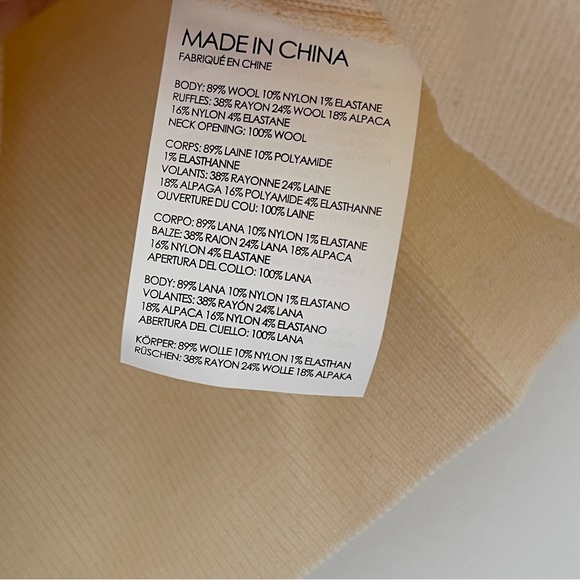 MADE IN CHINA
FABRIQUÉ EN CHINE
BODY: 89% WOOL 10% NYLON 1% ELASTANE
RUFFLES: 38% RAYON 24% WOOL 18% ALPACA
16% NYLON 4% ELASTANE
NECK OPENING: 100% WOOL
CORPS: 89% LAINE 10% POLYAMIDE
1% ELASTHANNE
VOLANTS: 38% RAYONNE 24% LAINE
18% ALPAGA 16% POLYAMIDE 4% ELASTHANNE
OUVERTURE DU COU: 100% LAINE
CORPO: 89% LANA 10% NYLON 1% ELASTANE
BALZE: 38% RAION 24% LANA 18% ALPACA
16% NYLON 4% ELASTANE
APERTURA DEL COLLO: 100% LANA
BODY: 89% LANA 10% NYLON 1% ELASTANO
VOLANTES: 38% RAYÓN 24% LANA
18% ALPACA 16% NYLON 4% ELASTANO
ABERTURA DEL CUELLO: 100% LANA
KÖRPER: 89% WOLLE 10% NYLON 1% ELASTHAN
RÜSCHEN: 38% RAYON 24% WOLLE 18% ALPAKA